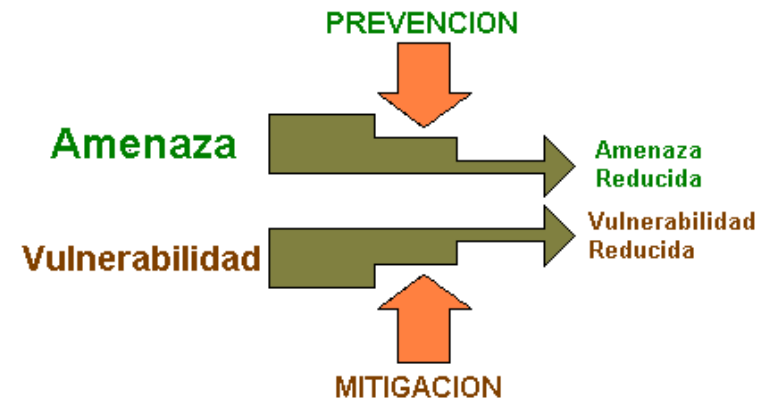 PREVENCION
Amenaza
Amenaza
Reducida
Vulnerabilidad
Vulnerabilidad
Reducida
MITIGACION